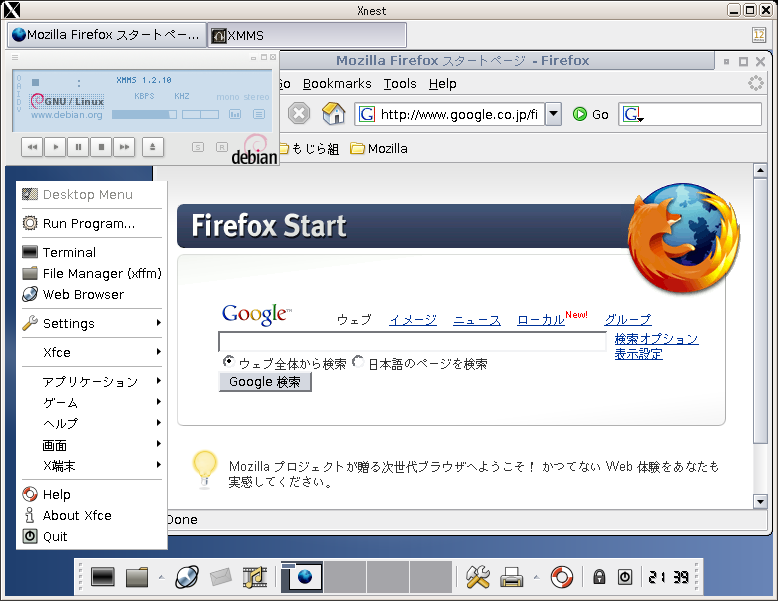 Xnest
Mozilla Firefox スタートペー...
XMMS
12
XMMS 1.2.10
OAIDV
KBPS KHZ mono stereo
GNU / Linux
www.debian.org
S R
debian
Mozilla Firefox スタートページ - Firefox
Go Bookmarks Tools Help
http://www.google.co.jp/fi
Go
G
もじら組
Mozilla
Desktop Menu
Run Program...
Terminal
File Manager (xffm)
Web Browser
Settings
Xfce
アプリケーション
ゲーム
ヘルプ
画面
X端末
Help
About Xfce
Quit
Firefox Start
Google™
ウェブ イメージ ニュース ローカルNew! グループ
検索オプション
表示設定
ウェブ全体から検索 日本語のページを検索
Google 検索
Mozilla プロジェクトが贈る次世代ブラウザへようこそ！ かつてない Web 体験をあなたも
実感してください。
Done
21 39